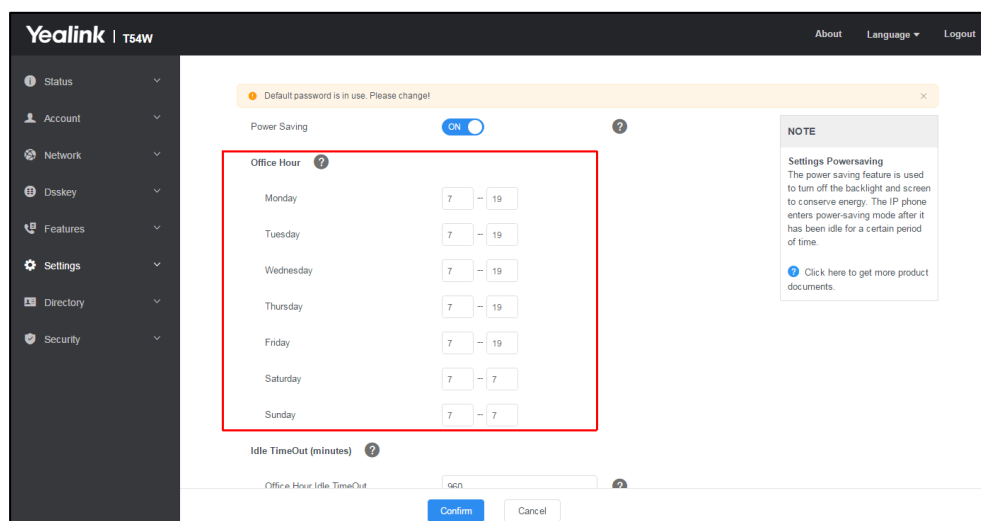 Yealink | T54W
About Language Logout
Status
Account
Network
Dsskey
Features
Settings
Directory
Security
Default password is in use. Please change!
Power Saving ON
Office Hour
Monday 7 -- 19
Tuesday 7 -- 19
Wednesday 7 -- 19
Thursday 7 -- 19
Friday 7 -- 19
Saturday 7 -- 7
Sunday 7 -- 7
Idle TimeOut (minutes)
Office Hour Idle TimeOut 960
Confirm Cancel
NOTE
Settings Powersaving
The power saving feature is used
to turn off the backlight and screen
to conserve energy. The IP phone
enters power-saving mode after it
has been idle for a certain period
of time.
Click here to get more product
documents.